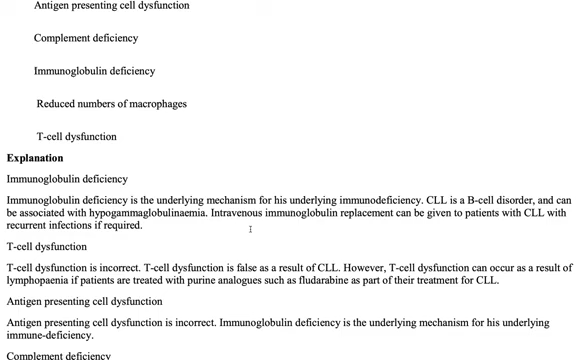 Antigen presenting cell dysfunction
Complement deficiency
Immunoglobulin deficiency
Reduced numbers of macrophages
T-cell dysfunction
Explanation
Immunoglobulin deficiency
Immunoglobulin deficiency is the underlying mechanism for his underlying immunodeficiency. CLL is a B-cell disorder, and can
be associated with hypogammaglobulinaemia. Intravenous immunoglobulin replacement can be given to patients with CLL with
recurrent infections if required.
T-cell dysfunction
T-cell dysfunction is incorrect. T-cell dysfunction is false as a result of CLL. However, T-cell dysfunction can occur as a result of
lymphopaenia if patients are treated with purine analogues such as fludarabine as part of their treatment for CLL.
Antigen presenting cell dysfunction
Antigen presenting cell dysfunction is incorrect. Immunoglobulin deficiency is the underlying mechanism for his underlying
immune-deficiency.
Complement deficiency